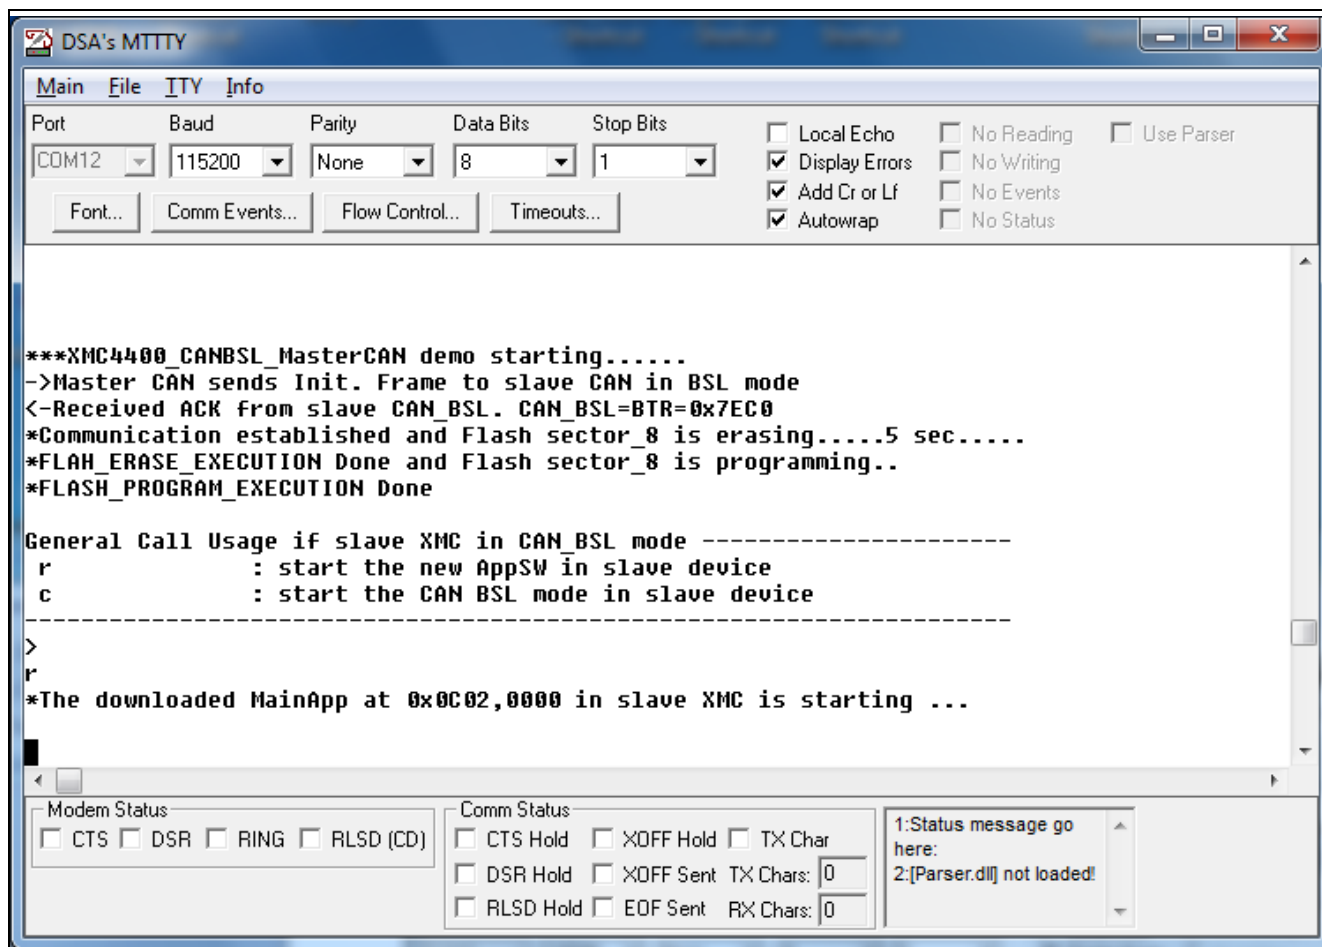 DSA's MTTTY
Main File TTY Info
Port Baud Parity Data Bits Stop Bits
COM12 115200 None 8 1
Font... Comm Events... Flow Control... Timeouts...
Local Echo No Reading Use Parser
Display Errors No Writing
Add Cr or Lf No Events
Autowrap No Status
***XMC4400_CANBSL_MasterCAN demo starting......
->Master CAN sends Init. Frame to slave CAN in BSL mode
<-Received ACK from slave CAN_BSL. CAN_BSL=BTR=0x7EC0
*Communication established and Flash sector_8 is erasing.....5 sec.....
*FLAH_ERASE_EXECUTION Done and Flash sector_8 is programming..
*FLASH_PROGRAM_EXECUTION Done
General Call Usage if slave XMC in CAN_BSL mode ----------------------
r : start the new AppSW in slave device
c : start the CAN BSL mode in slave device
----------------------------------------------------------------------
>
r
*The downloaded MainApp at 0x0C02,0000 in slave XMC is starting ...
Modem Status
CTS DSR RING RLSD (CD)
Comm Status
CTS Hold XOFF Hold TX Char
DSR Hold XOFF Sent TX Chars: 0
RLSD Hold EOF Sent RX Chars: 0
1:Status message go
here:
2:[Parser.dll] not loaded!